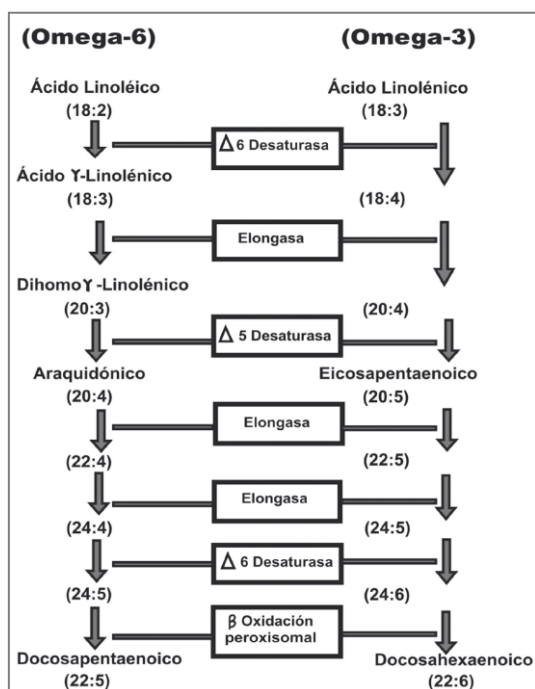 (Omega-6) (Omega-3)
Ácido Linoléico Ácido Linolénico
(18:2) (18:3)
Δ 6 Desaturasa
Ácido ϒ-Linolénico
(18:3) (18:4)
Elongasa
Dihomoϒ-Linolénico
(20:3) (20:4)
Δ 5 Desaturasa
Araquidónico Eicosapentaenoico
(20:4) (20:5)
Elongasa
(22:4) (22:5)
Elongasa
(24:4) (24:5)
Δ 6 Desaturasa
(24:5) (24:6)
β Oxidación
peroxisomal
Docosapentaenoico Docosahexaenoico
(22:5) (22:6)